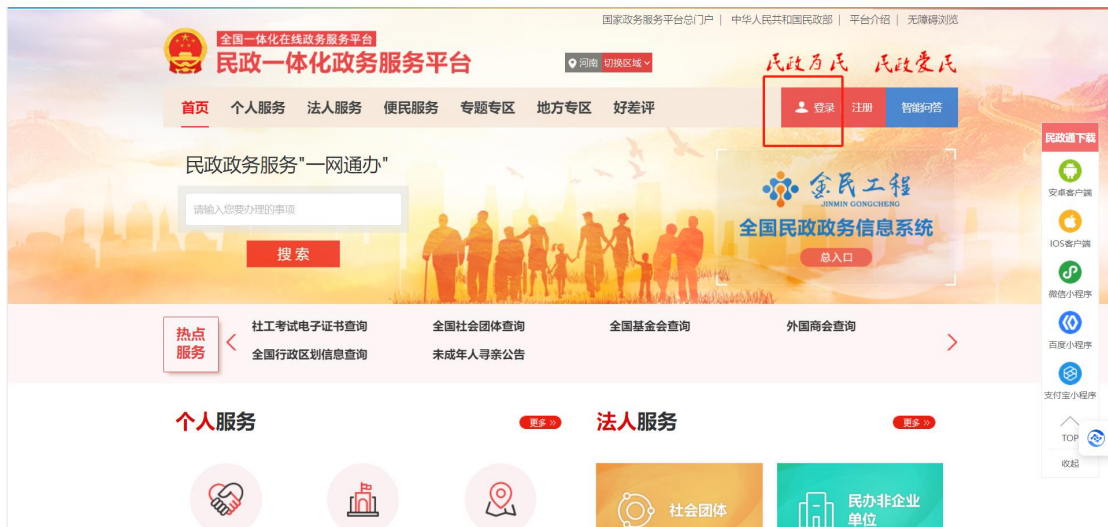 国家政务服务平台总门户 | 中华人民共和国民政部 | 平台介绍 | 无障碍浏览
全国一体化在线政务服务平台
民政一体化政务服务平台
河南 切换区域
民政为民 民政爱民
首页 个人服务 法人服务 便民服务 专题专区 地方专区 好差评
登录 注册 智能问答
民政政务服务"一网通办"
请输入您要办理的事项
搜索
金民工程
JINMIN GONGCHENG
全国民政政务信息系统
总入口
民政通下载
安卓客户端
IOS客户端
微信小程序
百度小程序
支付宝小程序
TOP
收起
热点
服务
社工考试电子证书查询 全国社会团体查询 全国基金会查询 外国商会查询
全国行政区划信息查询 未成年人寻亲公告
个人服务 更多 »
法人服务 更多 »
社会团体
民办非企业
单位